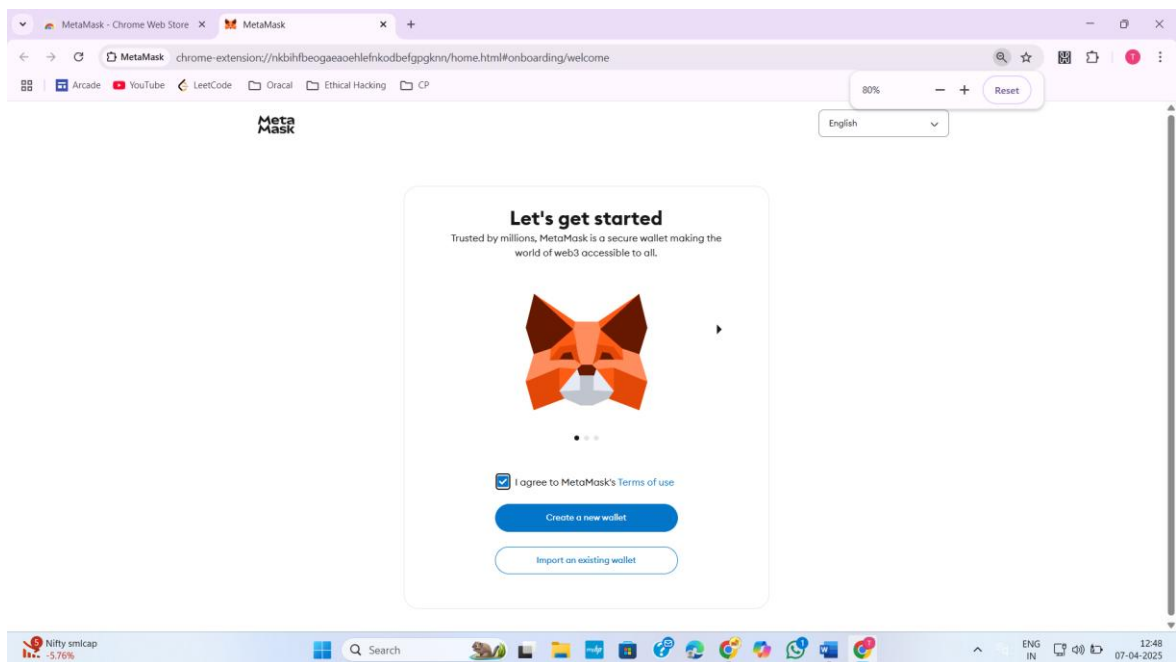 MetaMask - Chrome Web Store
MetaMask
MetaMask chrome-extension://nkbihfbeogaeaoehlefnkodbefgpgknn/home.html#onboarding/welcome
T
Arcade YouTube LeetCode Oracal Ethical Hacking CP
80% Reset
Meta
Mask
English
Let's get started
Trusted by millions, MetaMask is a secure wallet making the
world of web3 accessible to all.
I agree to MetaMask's Terms of use
Create a new wallet
Import an existing wallet
5 Nifty smlcap
-5.76%
Search
ENG
IN
12:48
07-04-2025